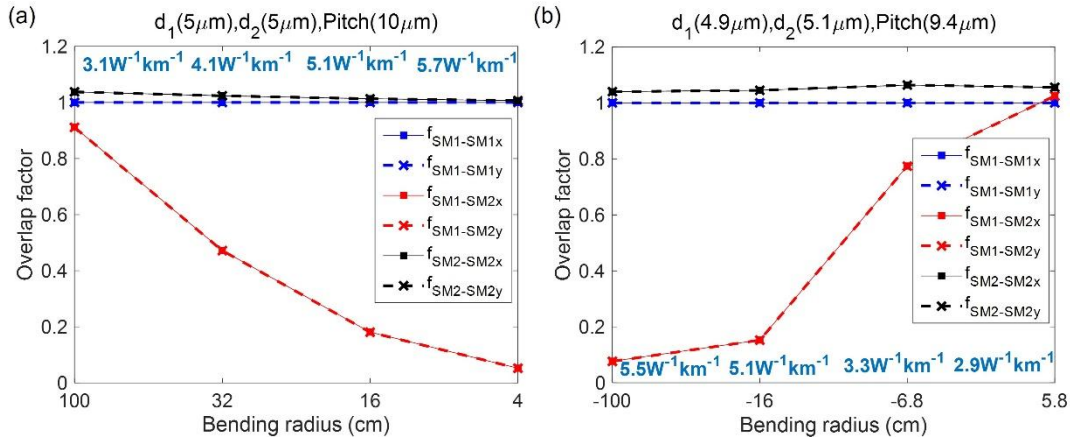 (a)
d1(5μm),d2(5μm),Pitch(10μm)
3.1W-1km-1 4.1W-1km-1 5.1W-1km-1 5.7W-1km-1
Overlap factor
1.2
1
0.8
0.6
0.4
0.2
0
fSM1-SM1x
fSM1-SM1y
fSM1-SM2x
fSM1-SM2y
fSM2-SM2x
fSM2-SM2y
100 32 16 4
Bending radius (cm)
(b)
d1(4.9μm),d2(5.1μm),Pitch(9.4μm)
Overlap factor
1.2
1
0.8
0.6
0.4
0.2
0
fSM1-SM1x
fSM1-SM1y
fSM1-SM2x
fSM1-SM2y
fSM2-SM2x
fSM2-SM2y
5.5W-1km-1 5.1W-1km-1 3.3W-1km-1 2.9W-1km-1
-100 -16 -6.8 5.8
Bending radius (cm)